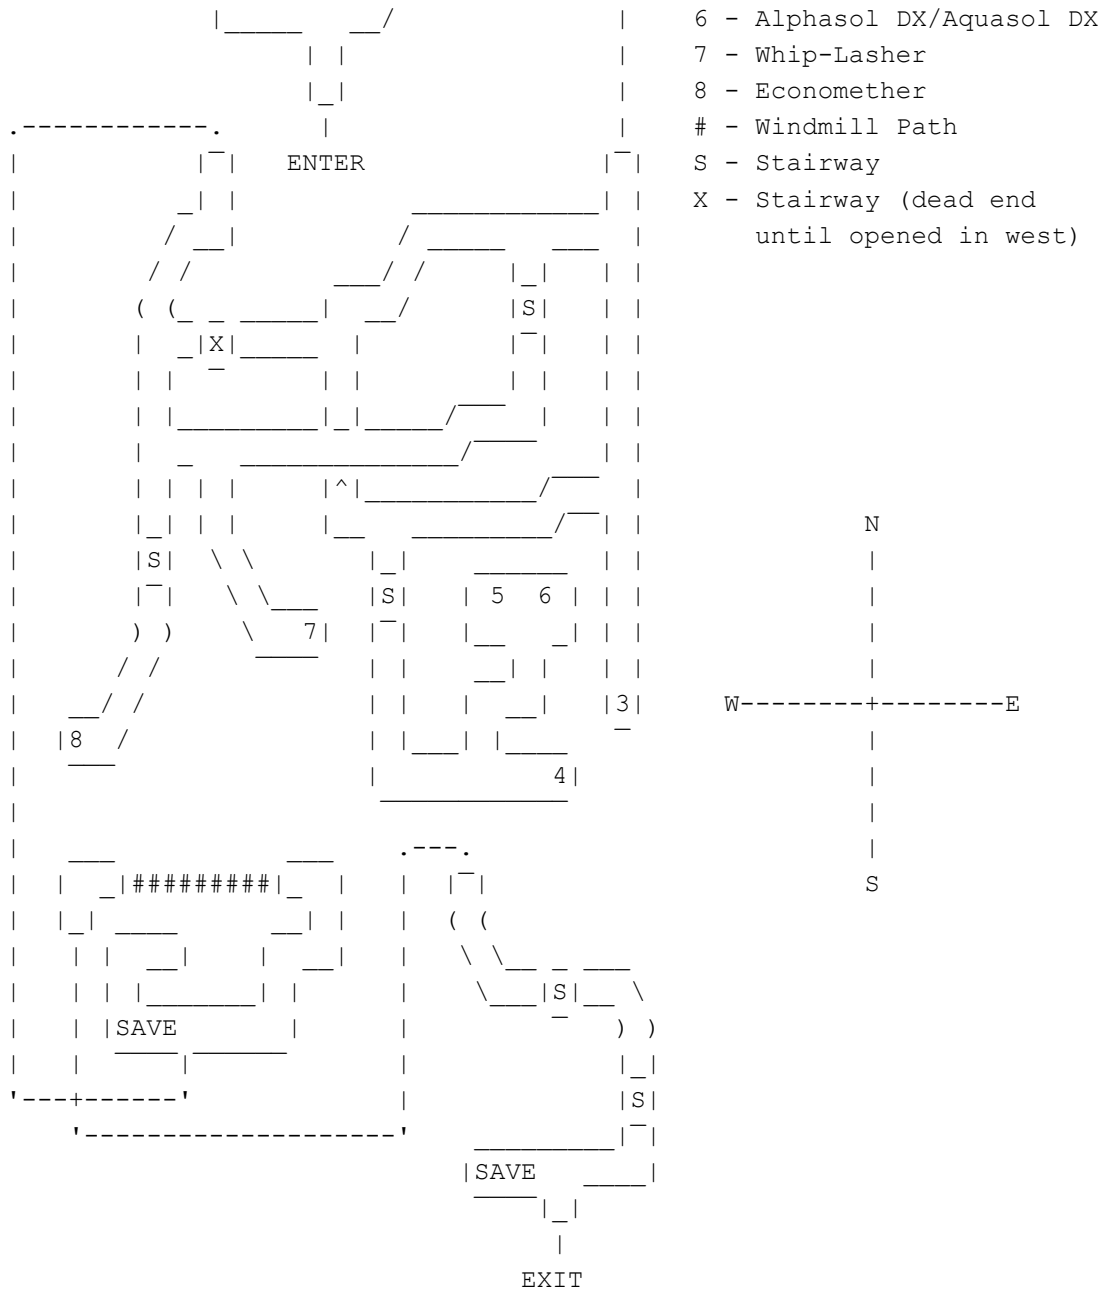 6 - Alphasol DX/Aquasol DX
7 - Whip-Lasher
8 - Economether
# - Windmill Path
ENTER
S - Stairway
X - Stairway (dead end
until opened in west)
S
X
^
N
S
S
5 6
7
3
W--------+--------E
8
4
#########
S
S
SAVE
S
SAVE
EXIT